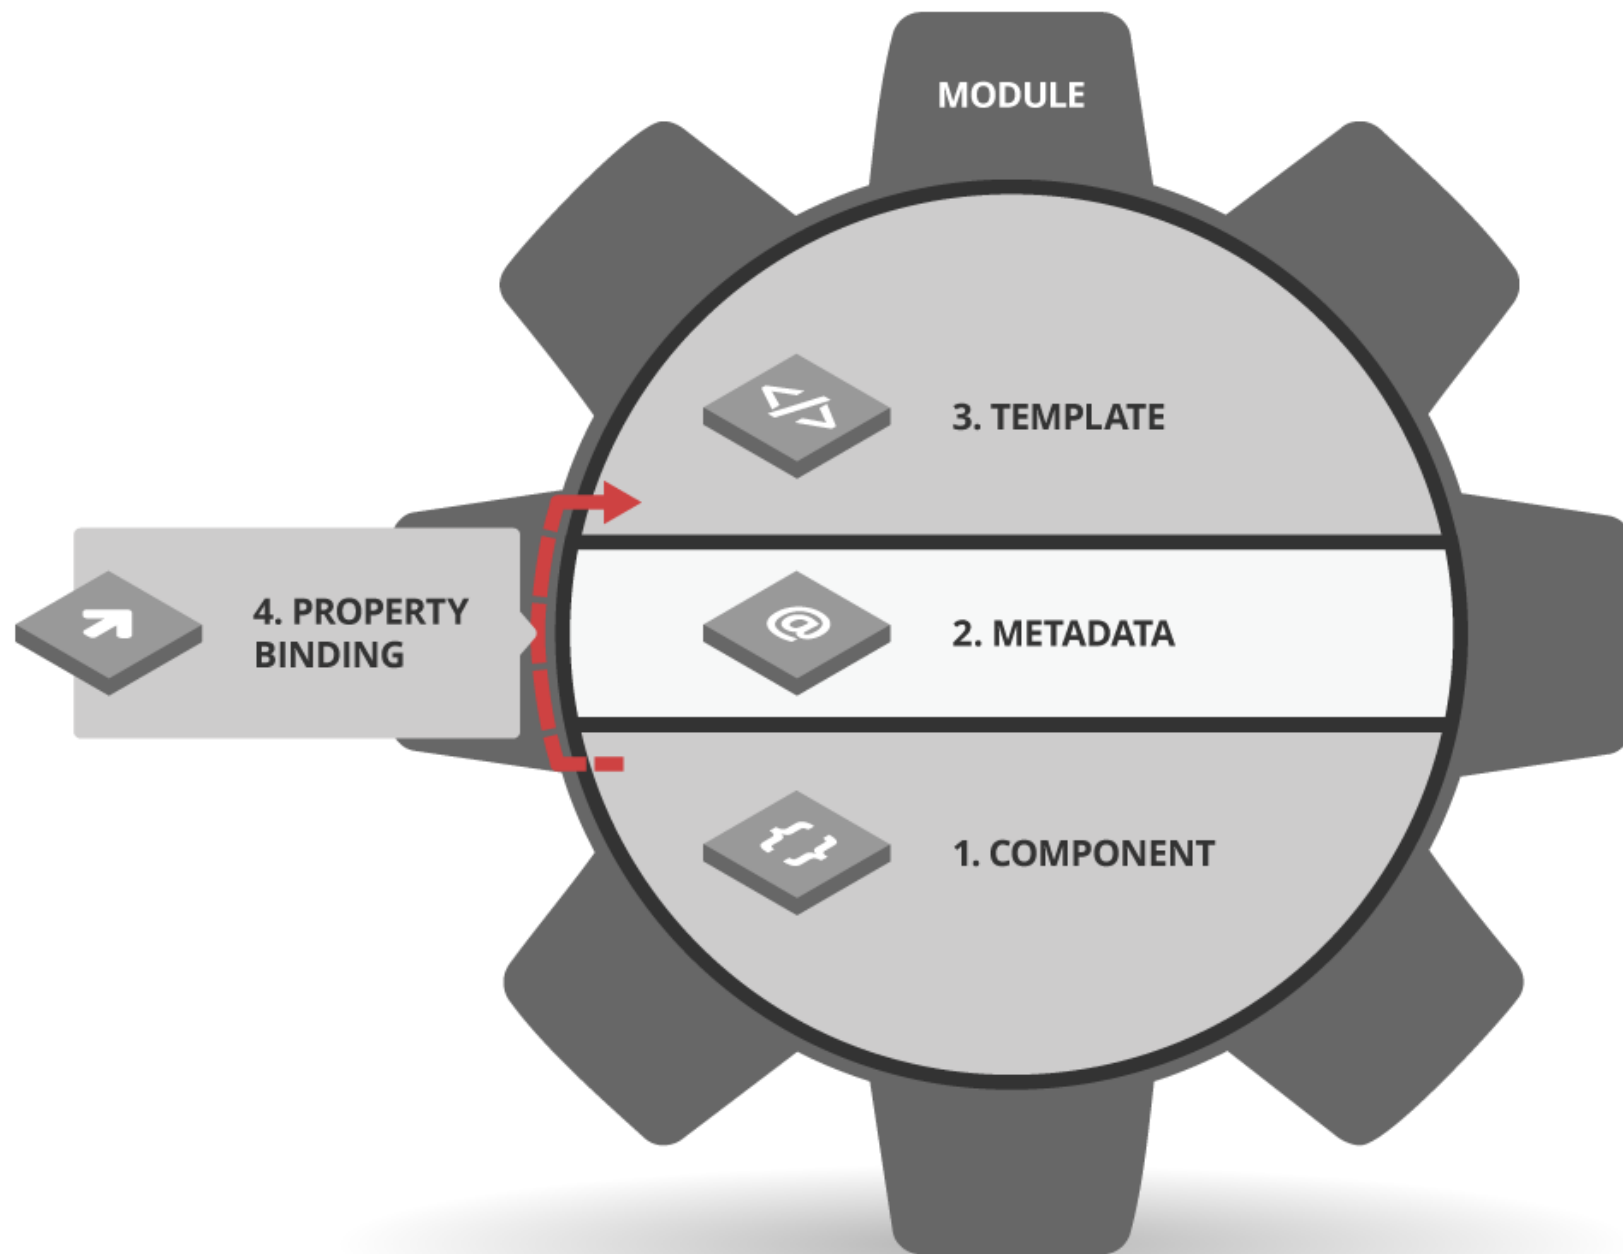 MODULE
</>
3. TEMPLATE
4. PROPERTY
BINDING
@
2. METADATA
{}
1. COMPONENT